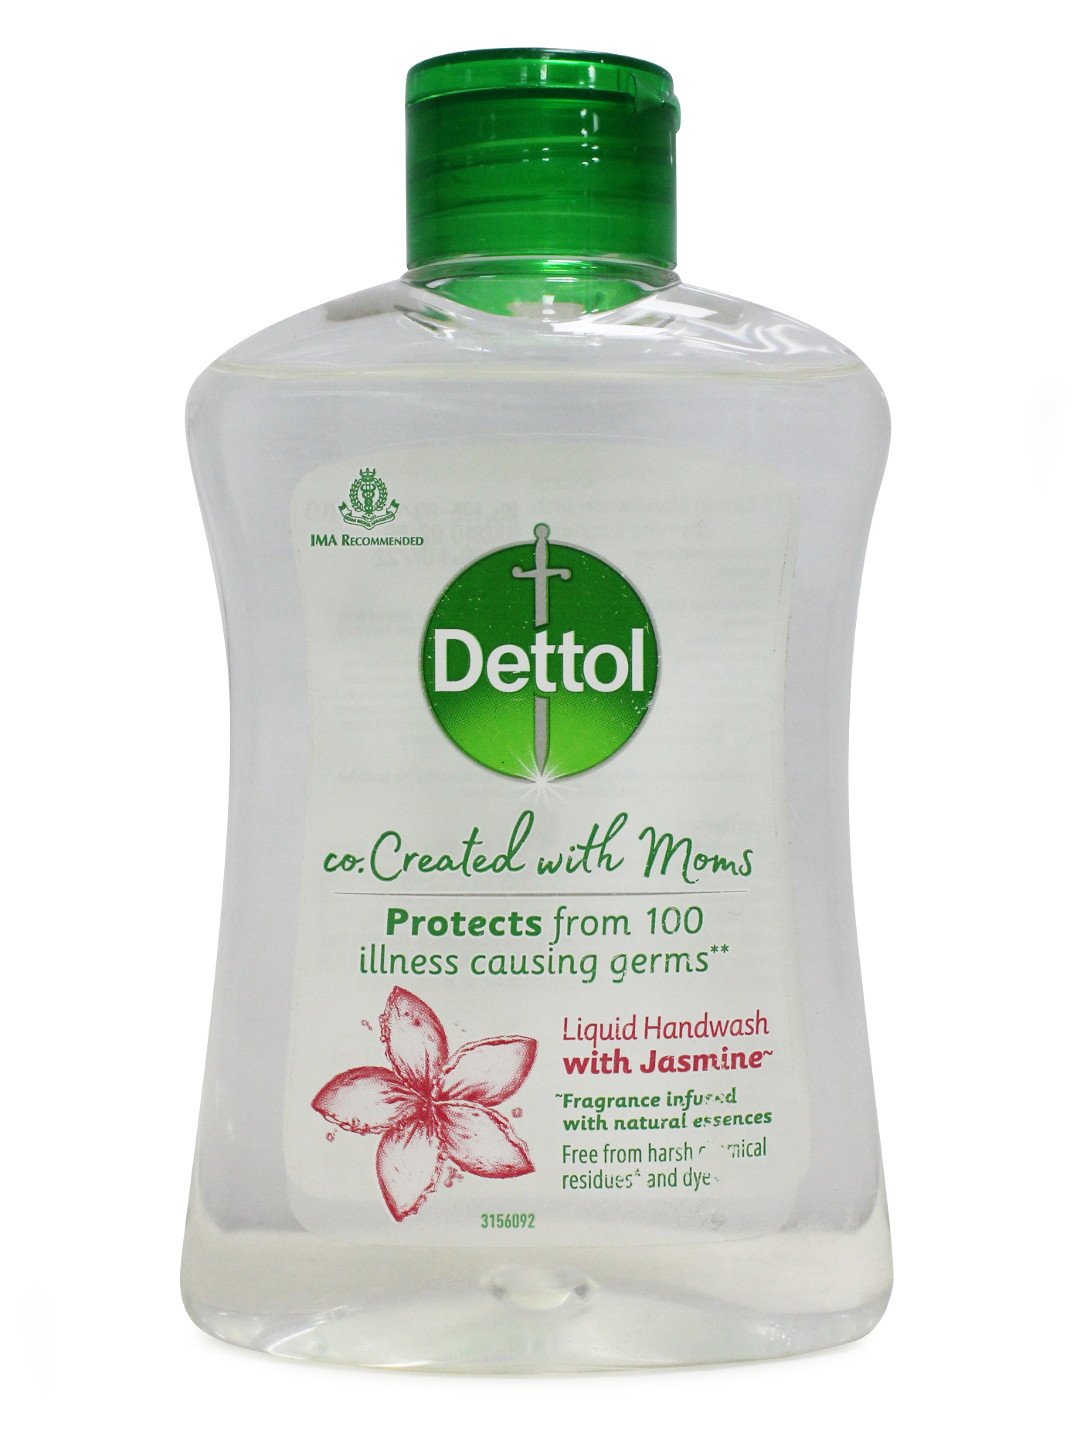 IMA RECOMMENDED
Dettol
co.Created with Moms
Protects from 100
illness causing germs**
Liquid Handwash
with Jasmine~
~Fragrance infused
with natural essences
Free from harsh
residues⁺ and
3156092